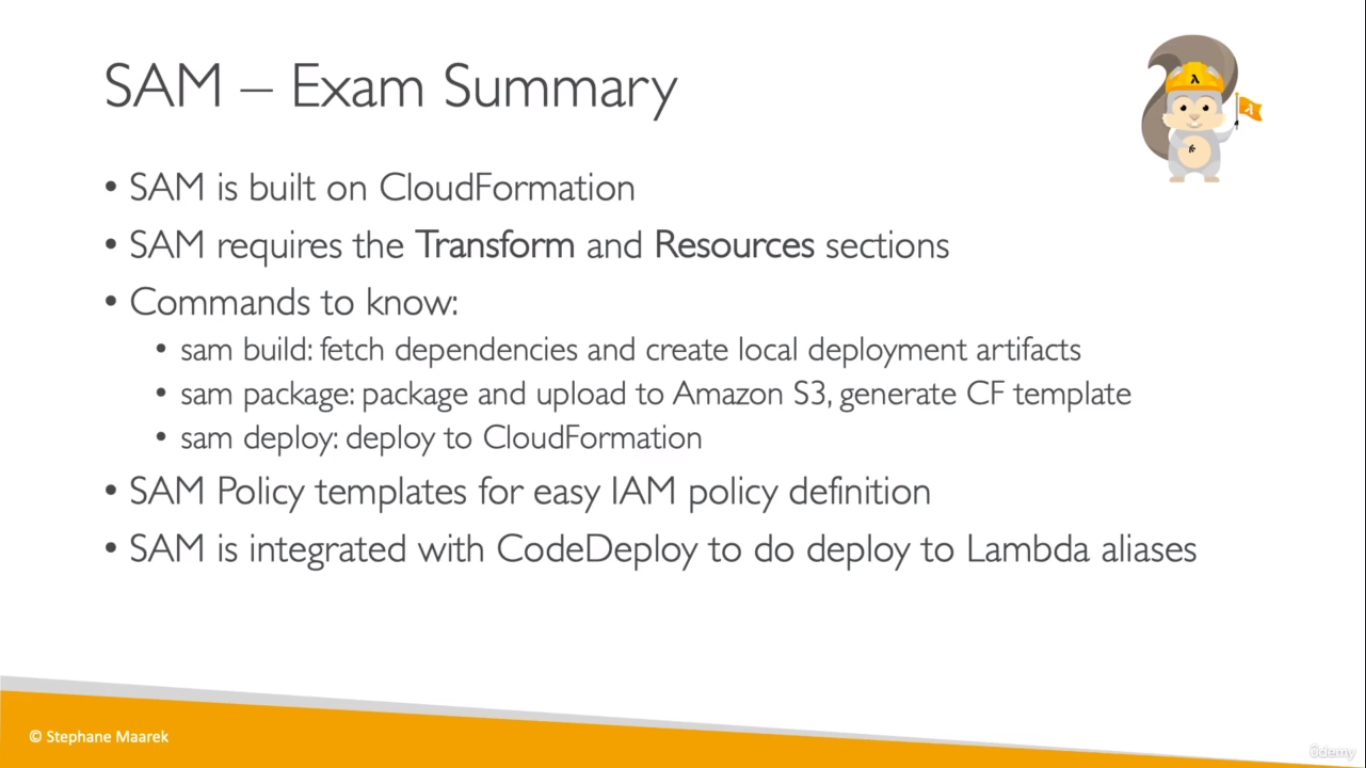 SAM – Exam Summary
• SAM is built on CloudFormation
• SAM requires the Transform and Resources sections
• Commands to know:
• sam build: fetch dependencies and create local deployment artifacts
• sam package: package and upload to Amazon S3, generate CF template
• sam deploy: deploy to CloudFormation
• SAM Policy templates for easy IAM policy definition
• SAM is integrated with CodeDeploy to do deploy to Lambda aliases
© Stephane Maarek
ûdemy